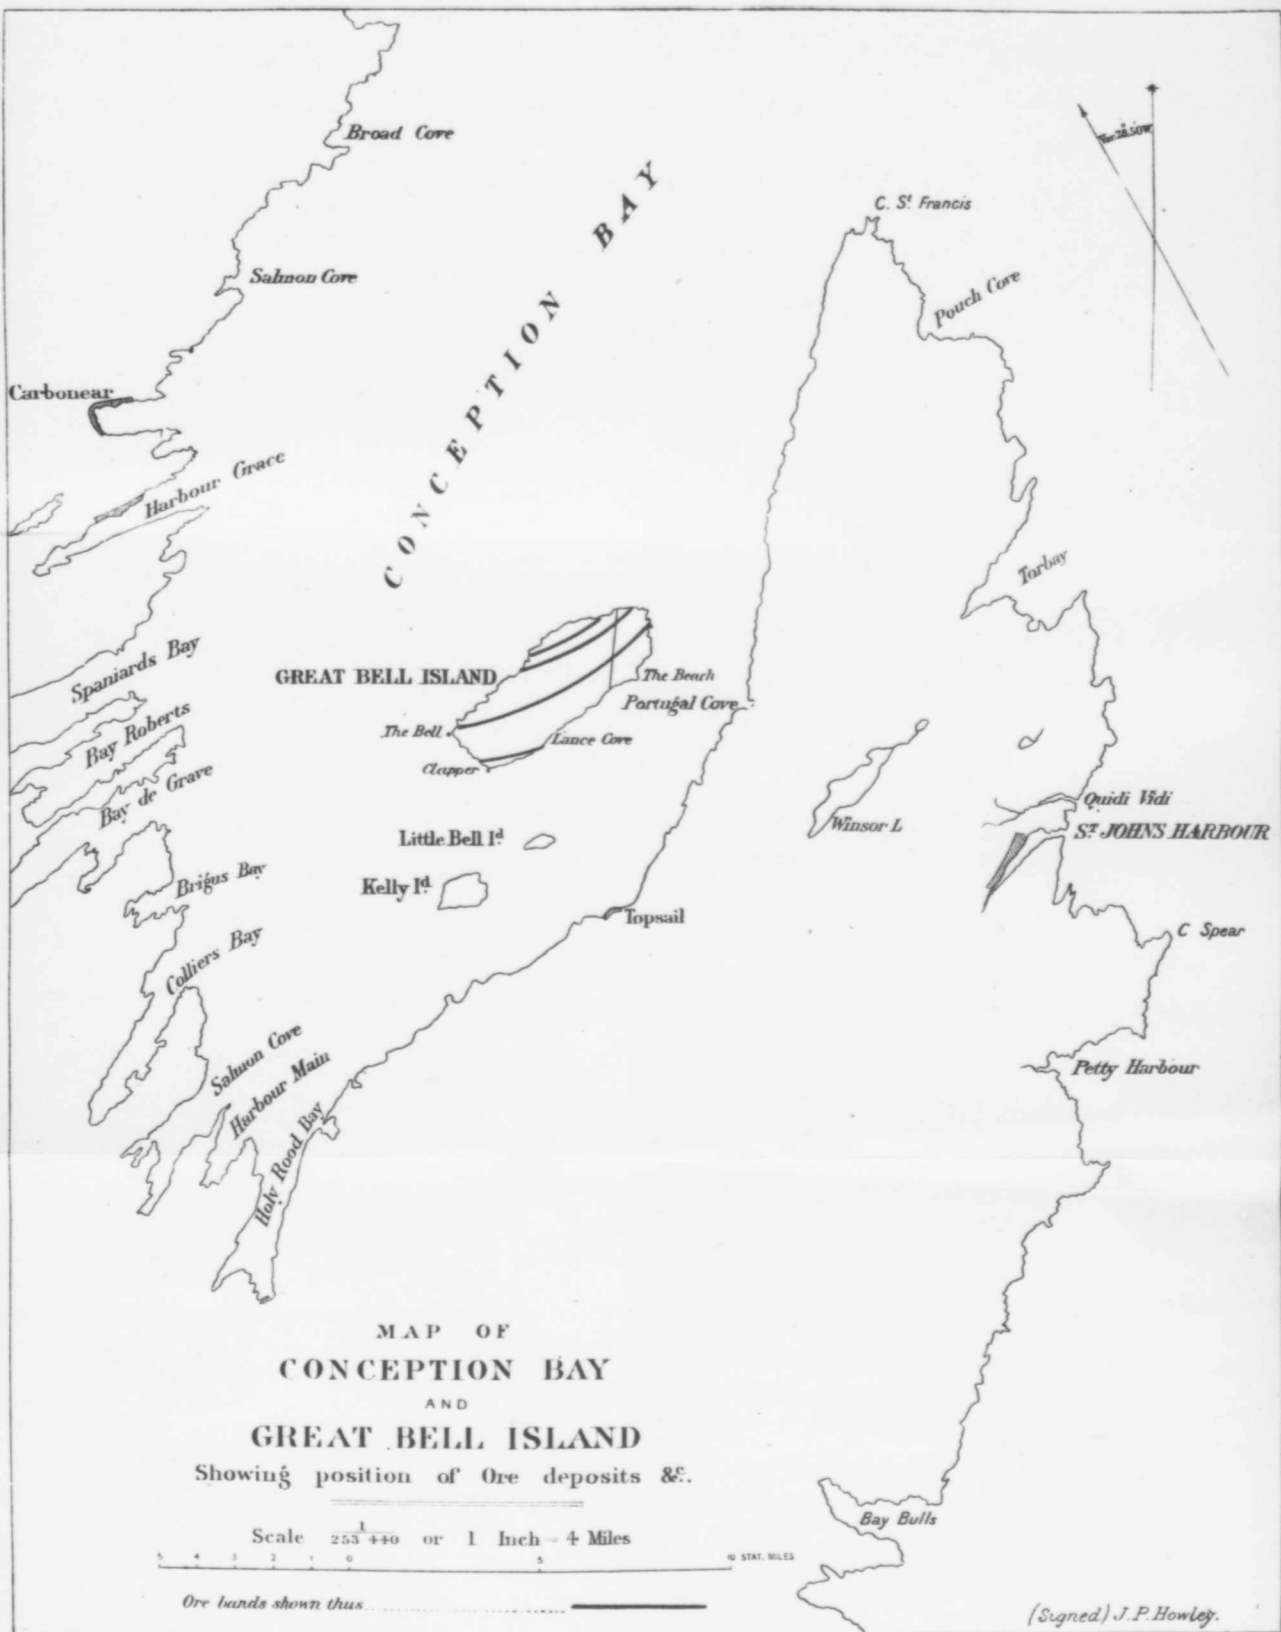 Broad Cove
Var. 28.50W
C. St. Francis
CONCEPTION BAY
Salmon Cove
Pouch Cove
Carbonear
Harbour Grace
Torbay
Spaniards Bay
GREAT BELL ISLAND
The Beach
Portugal Cove
Bay Roberts
The Bell
Lance Cove
Clapper
Bay de Grave
Quidi Vidi
Winsor L
ST. JOHNS HARBOUR
Little Bell Id.
Brigus Bay
Kelly Id.
Topsail
C Spear
Colliers Bay
Salmon Cove
Harbour Main
Petty Harbour
Holy Rood Bay
MAP OF
CONCEPTION BAY
AND
GREAT BELL ISLAND
Showing position of Ore deposits &c.
Bay Bulls
Scale 1/253440 or 1 Inch = 4 Miles
5 4 3 2 1 0 5 10 STAT. MILES
Ore bands shown thus
(Signed) J. P. Howley.